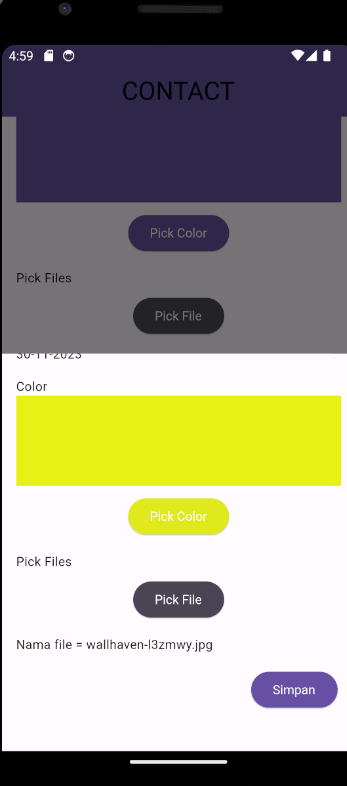 4:59
CONTACT
Pick Color
Pick Files
Pick File
30-11-2023
Color
Pick Color
Pick Files
Pick File
Nama file = wallhaven-l3zmwy.jpg
Simpan